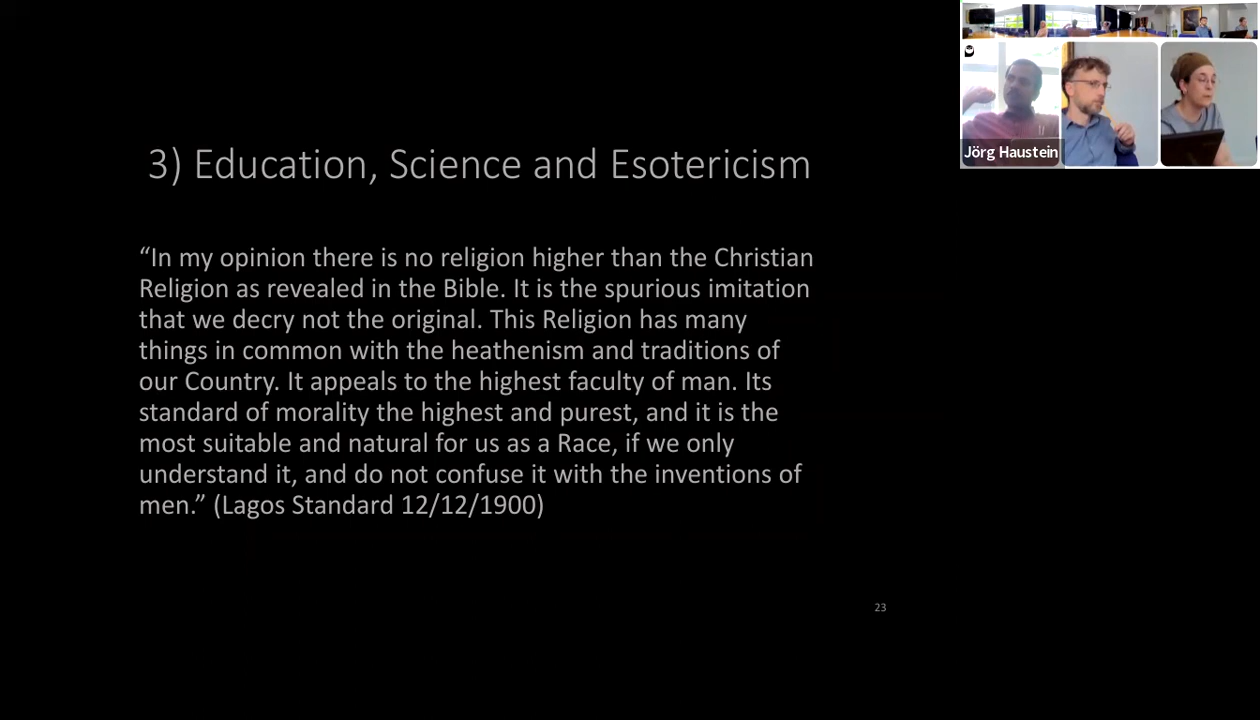 3) Education, Science and Esotericism
“In my opinion there is no religion higher than the Christian
Religion as revealed in the Bible. It is the spurious imitation
that we decry not the original. This Religion has many
things in common with the heathenism and traditions of
our Country. It appeals to the highest faculty of man. Its
standard of morality the highest and purest, and it is the
most suitable and natural for us as a Race, if we only
understand it, and do not confuse it with the inventions of
men.” (Lagos Standard 12/12/1900)
23
Jörg Haustein